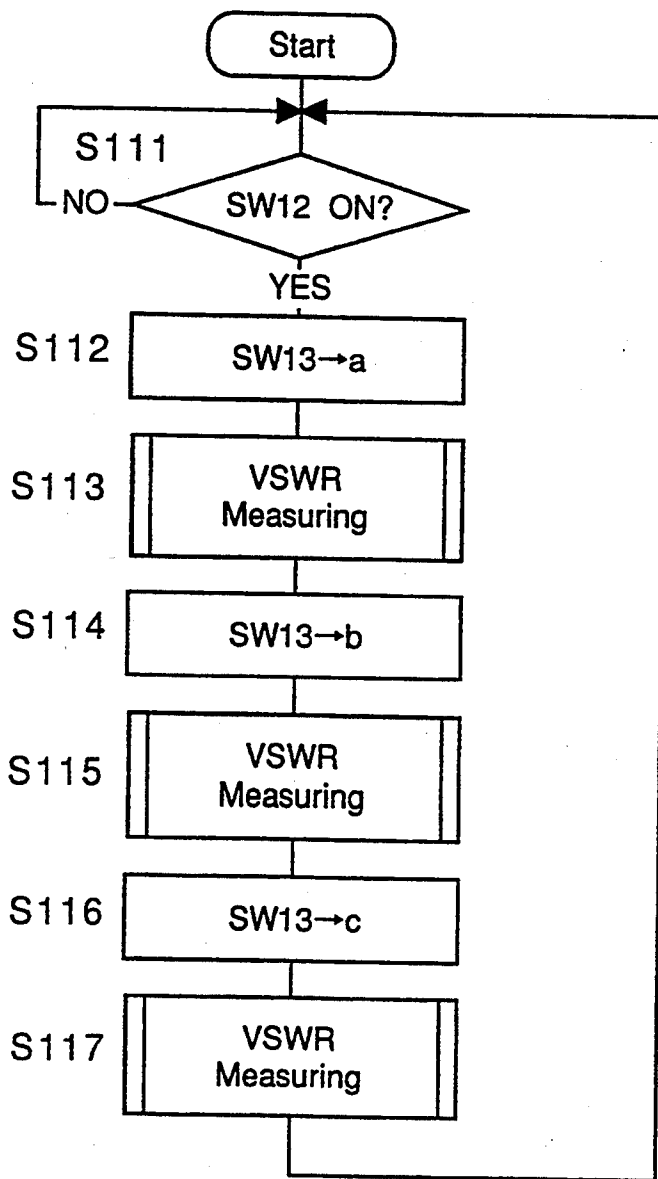 Start
S111
NO
SW12 ON?
YES
S112
SW13→a
S113
VSWR
Measuring
S114
SW13→b
S115
VSWR
Measuring
S116
SW13→c
S117
VSWR
Measuring